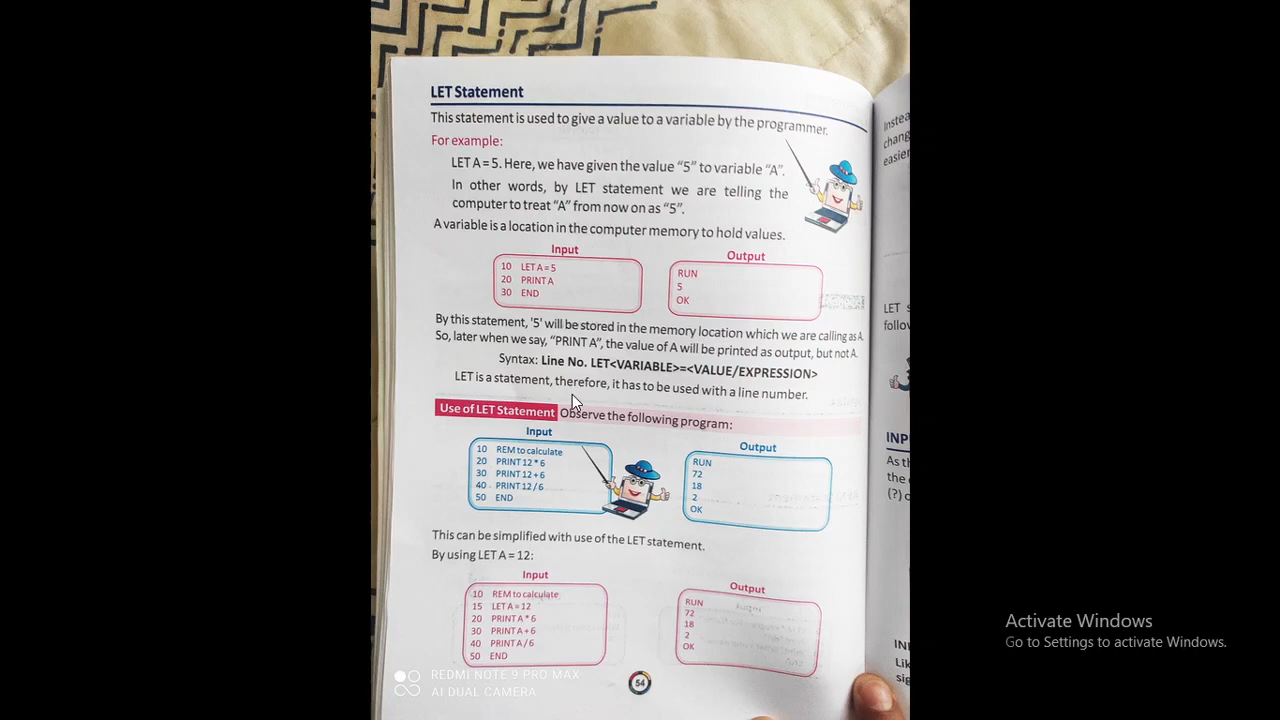 LET Statement
This statement is used to give a value to a variable by the programmer.
For example:
LET A = 5. Here, we have given the value "5" to variable "A".
In other words, by LET statement we are telling the
computer to treat "A" from now on as "5".
A variable is a location in the computer memory to hold values.
Input
10 LET A = 5
20 PRINT A
30 END
Output
RUN
5
OK
By this statement, '5' will be stored in the memory location which we are calling as A.
So, later when we say, "PRINT A", the value of A will be printed as output, but not A.
Syntax: Line No. LET<VARIABLE>=<VALUE/EXPRESSION>
LET is a statement, therefore, it has to be used with a line number.
Use of LET Statement Observe the following program:
Input
10 REM to calculate
20 PRINT 12 * 6
30 PRINT 12 + 6
40 PRINT 12 / 6
50 END
Output
RUN
72
18
2
OK
This can be simplified with use of the LET statement.
By using LET A = 12:
Input
10 REM to calculate
15 LET A = 12
20 PRINT A * 6
30 PRINT A + 6
40 PRINT A / 6
50 END
Output
RUN
72
18
2
OK
54
REDMI NOTE 9 PRO MAX
AI DUAL CAMERA
Activate Windows
Go to Settings to activate Windows.